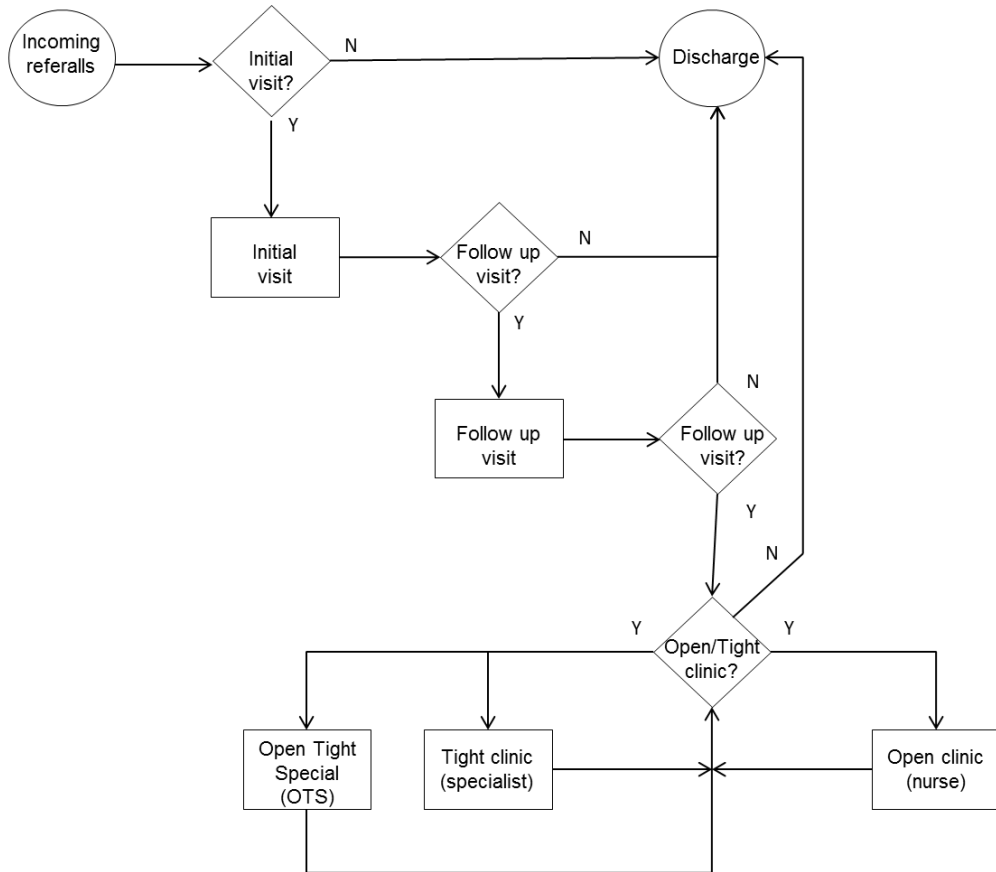 Incoming
referalls
Initial
visit?
N
Discharge
Y
Initial
visit
Follow up
visit?
N
Y
Follow up
visit
Follow up
visit?
N
Y
N
Open/Tight
clinic?
Y
Y
Open Tight
Special
(OTS)
Tight clinic
(specialist)
Open clinic
(nurse)